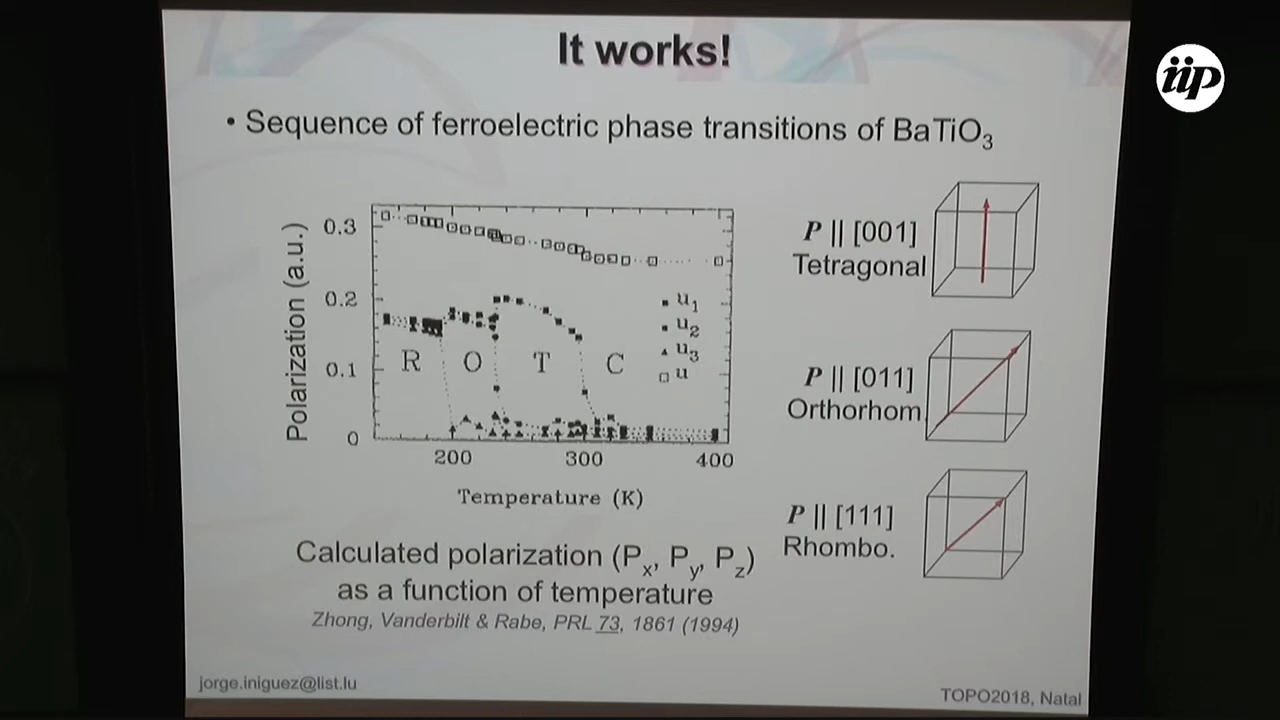 It works!
iip
• Sequence of ferroelectric phase transitions of BaTiO3
Polarization (a.u.)
0.3
0.2
0.1
0
R O T C
u1
u2
u3
u
200 300 400
Temperature (K)
P || [001]
Tetragonal
P || [011]
Orthorhom.
P || [111]
Rhombo.
Calculated polarization (Px, Py, Pz)
as a function of temperature
Zhong, Vanderbilt & Rabe, PRL 73, 1861 (1994)
jorge.iniguez@list.lu
TOPO2018, Natal